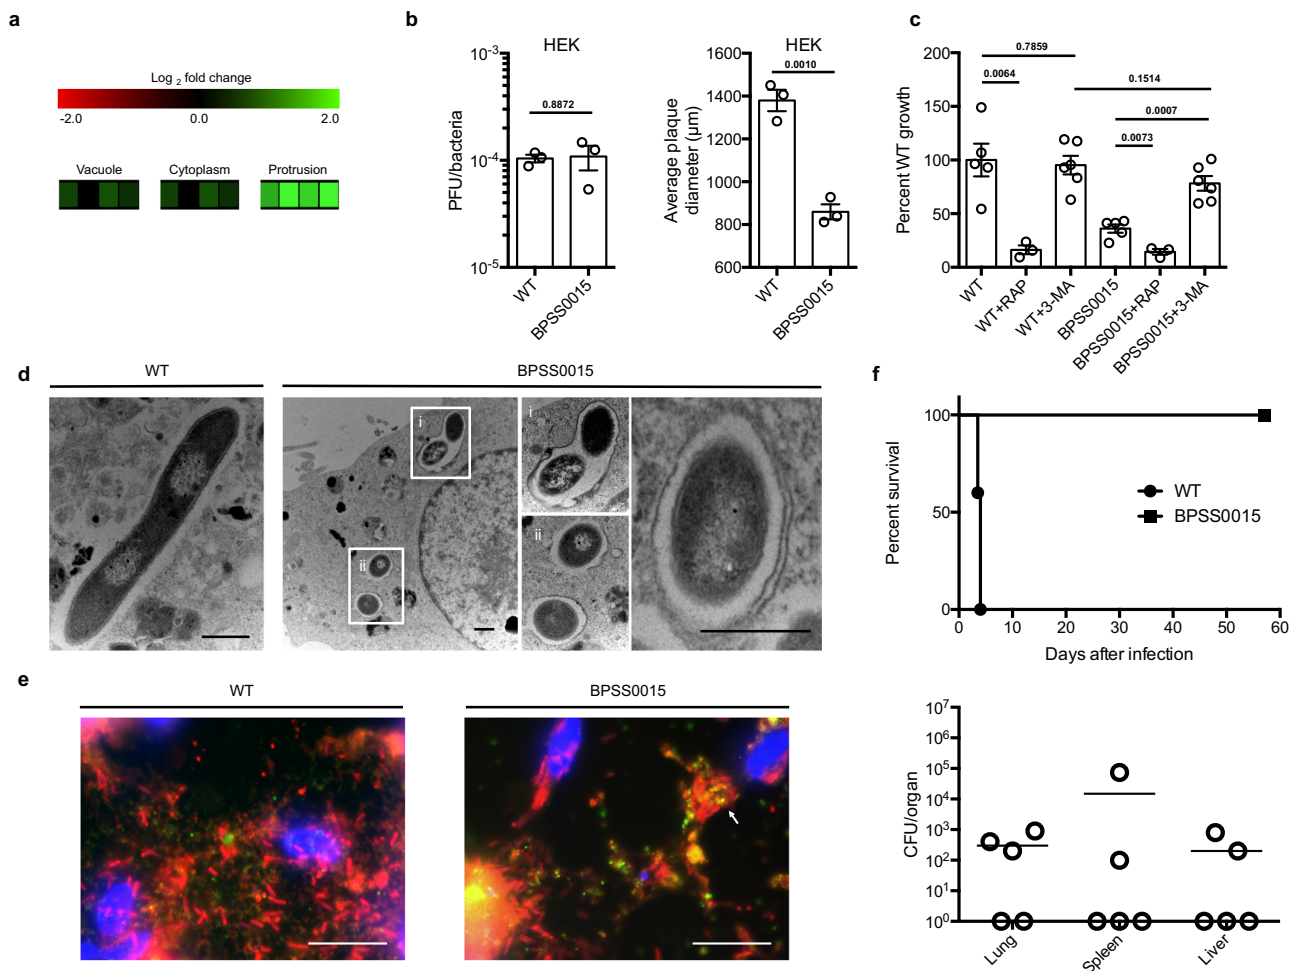 a
Log 2 fold change
-2.0 0.0 2.0
Vacuole Cytoplasm Protrusion
b
HEK
PFU/bacteria
10-3
10-4
10-5
0.8872
WT
BPSS0015
HEK
Average plaque
diameter (µm)
1600
1400
1200
1000
800
600
0.0010
WT
BPSS0015
c
Percent WT growth
200
150
100
50
0
0.7859
0.0064
0.1514
0.0007
0.0073
WT
WT+RAP
WT+3-MA
BPSS0015
BPSS0015+RAP
BPSS0015+3-MA
d
WT
BPSS0015
i
ii
i
ii
e
WT
BPSS0015
f
Percent survival
100
50
0
WT
BPSS0015
0 10 20 30 40 50 60
Days after infection
CFU/organ
107
106
105
104
103
102
101
100
Lung
Spleen
Liver